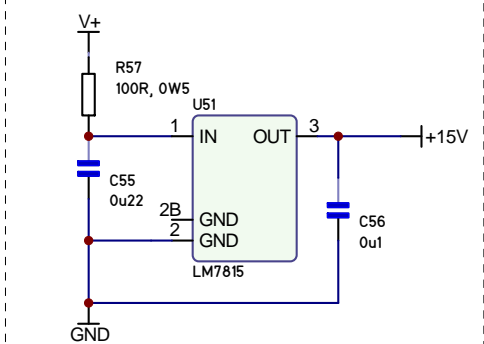 V+
R57
100R, 0W5
U51
1 IN OUT 3
+15V
C55
0u22
2B GND
2 GND
C56
0u1
LM7815
GND